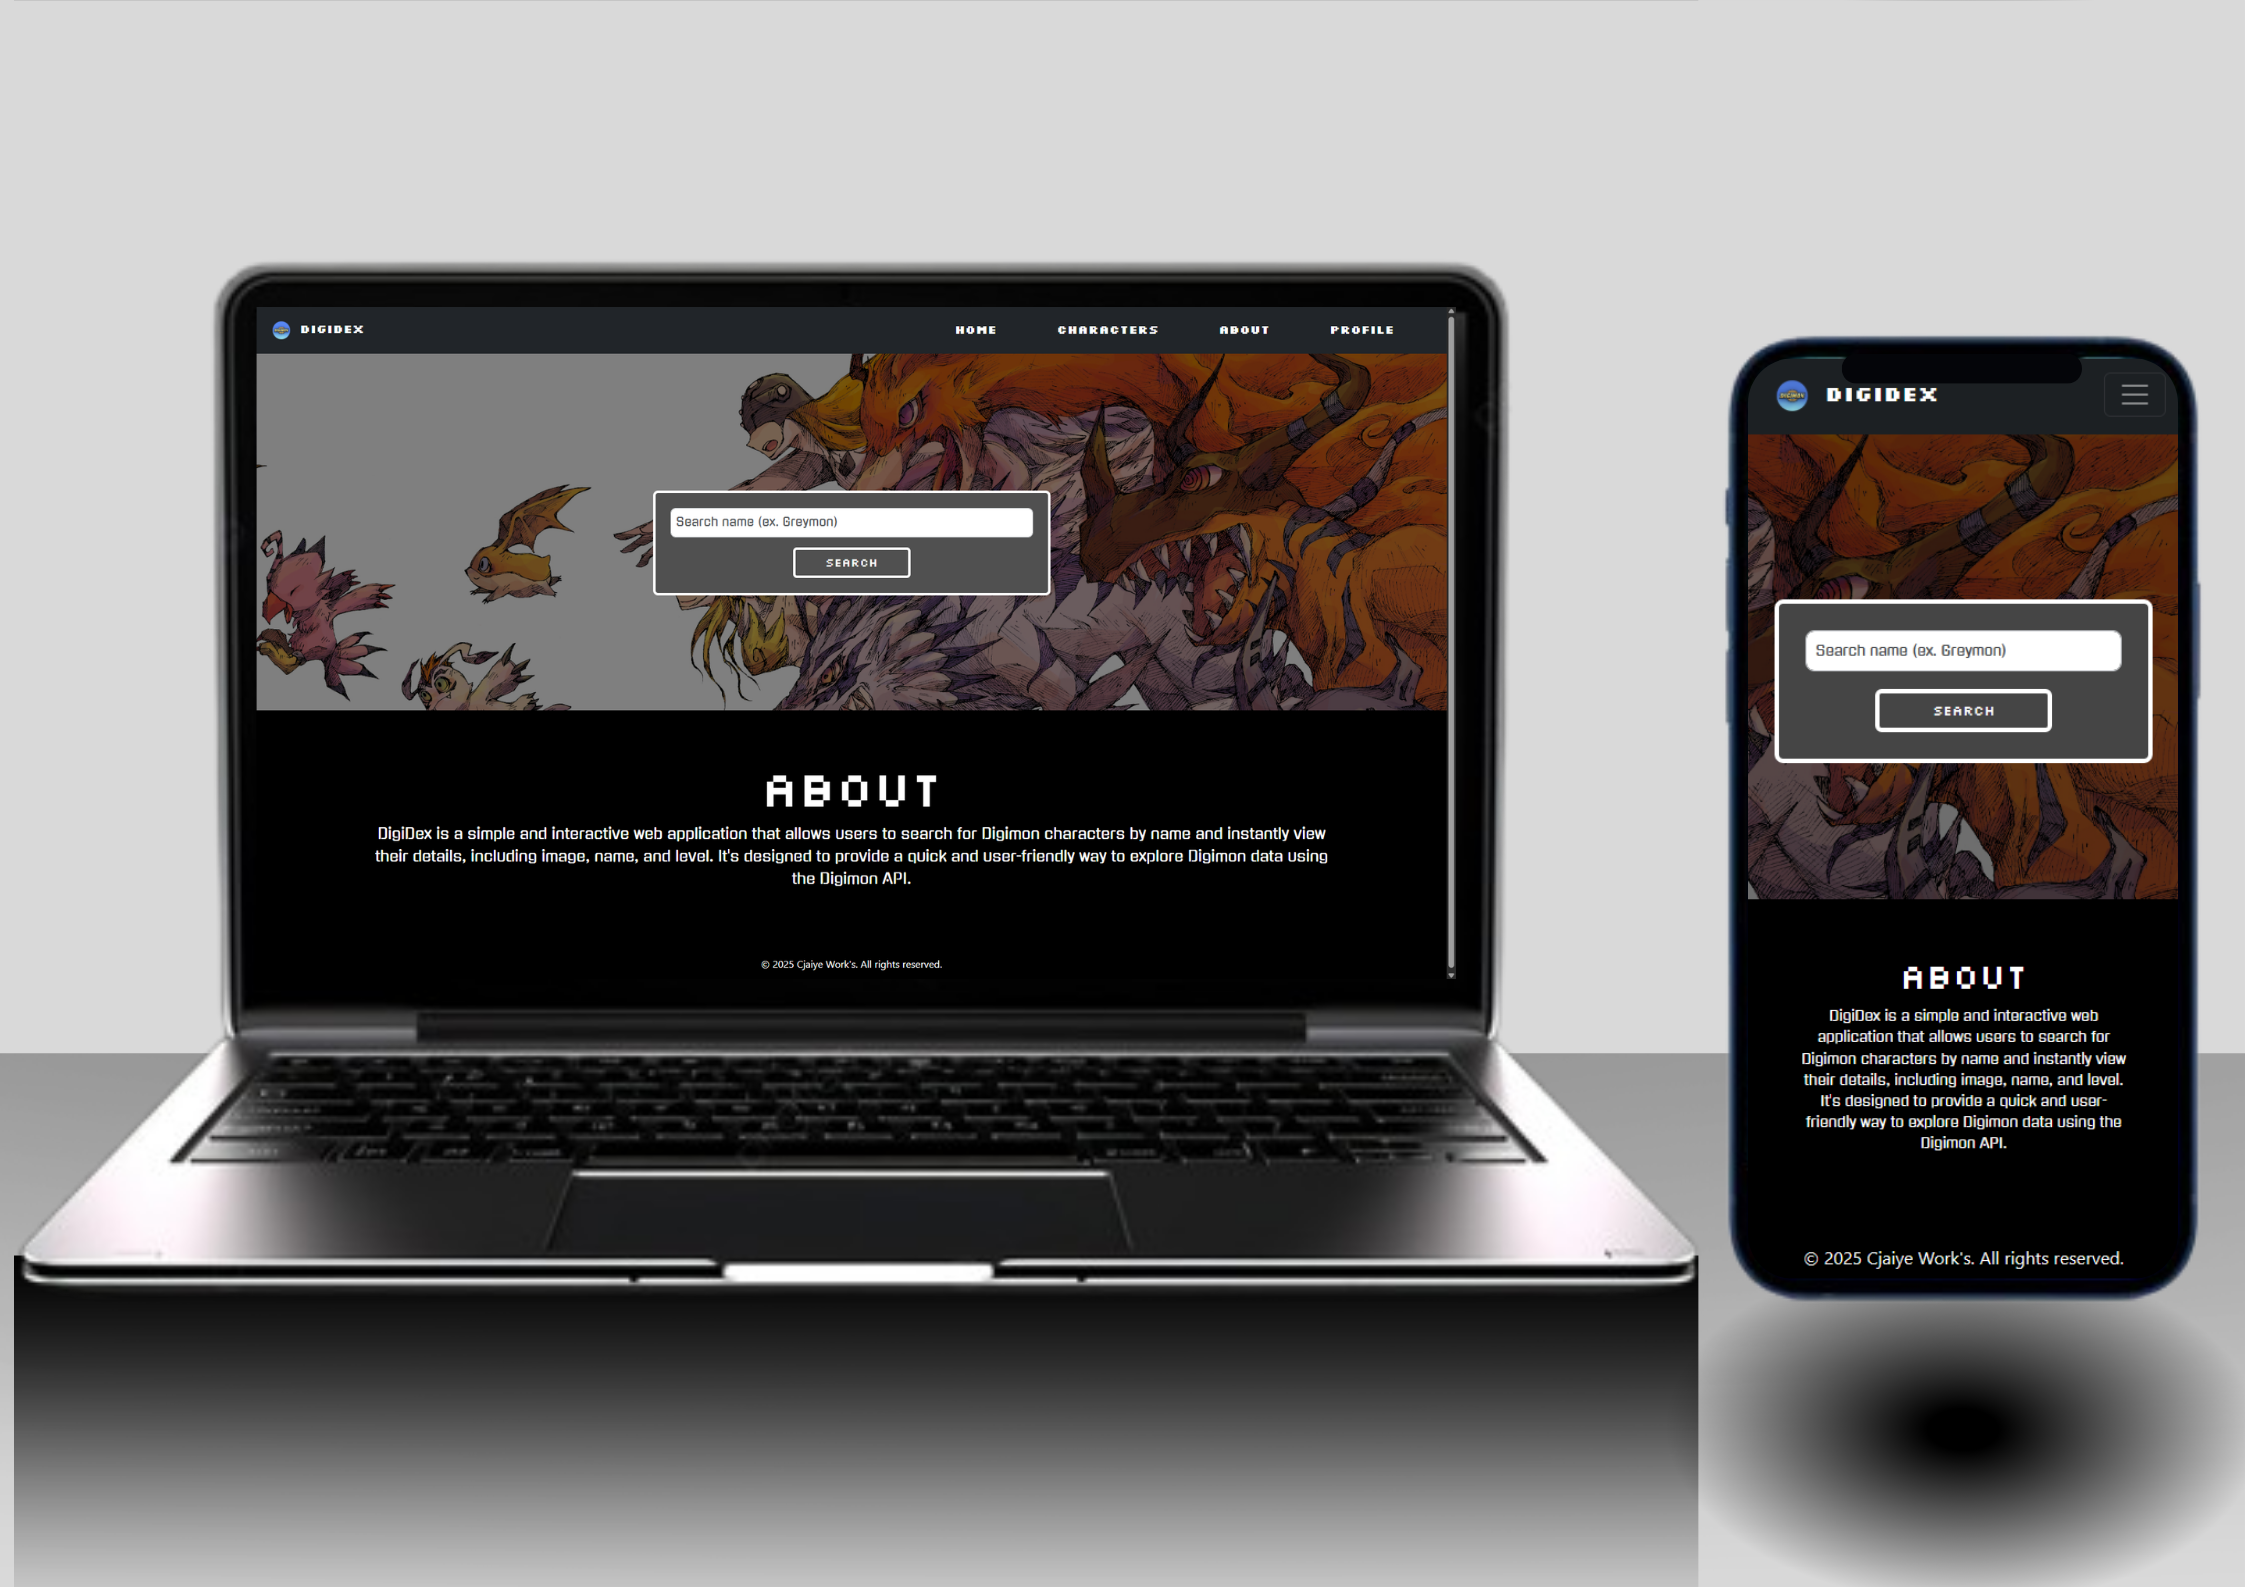 DIGIDEX
HOME CHARACTERS ABOUT PROFILE
Search name (ex. Greymon)
SEARCH
ABOUT
DigiDex is a simple and interactive web application that allows users to search for Digimon characters by name and instantly view
their details, including image, name, and level. It's designed to provide a quick and user-friendly way to explore Digimon data using
the Digimon API.
© 2025 Cjaiye Work's. All rights reserved.
DIGIMON
DIGIDEX
Search name (ex. Greymon)
SEARCH
ABOUT
DigiDex is a simple and interactive web
application that allows users to search for
Digimon characters by name and instantly view
their details, including image, name, and level.
It's designed to provide a quick and user-
friendly way to explore Digimon data using the
Digimon API.
© 2025 Cjaiye Work's. All rights reserved.